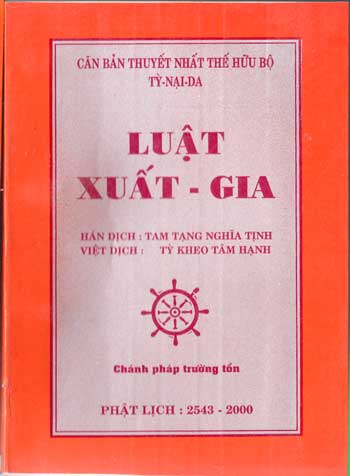 CĂN BẢN THUYẾT NHẤT THẾ HỮU BỘ
TỲ-NẠI-DA
LUẬT
XUẤT - GIA
HÁN DỊCH : TAM TẠNG NGHĨA TỊNH
VIỆT DỊCH : TỲ KHEO TÂM HẠNH
Chánh pháp trường tồn
PHẬT LỊCH : 2543 - 2000